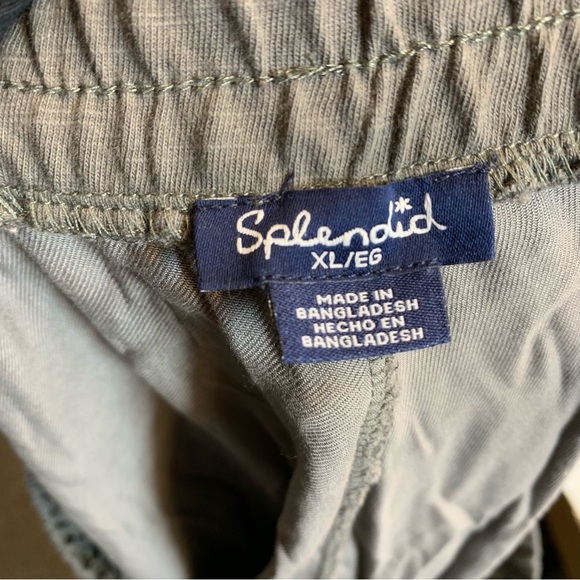 Splendid
XL/EG
MADE IN
BANGLADESH
HECHO EN
BANGLADESH